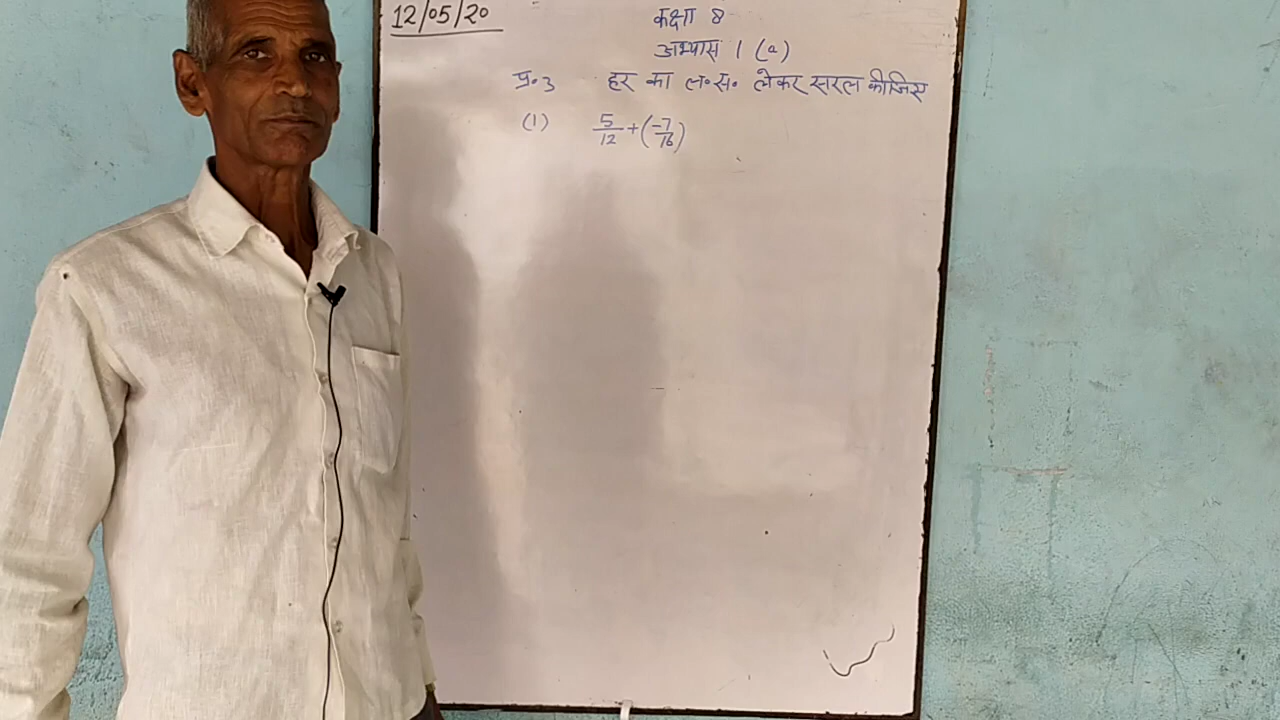 12/05/20
कक्षा 8
अभ्यास 1 (a)
प्र॰3 हर का ल॰स॰ लेकर सरल कीजिए
(1) 5/12 + (-7/16)